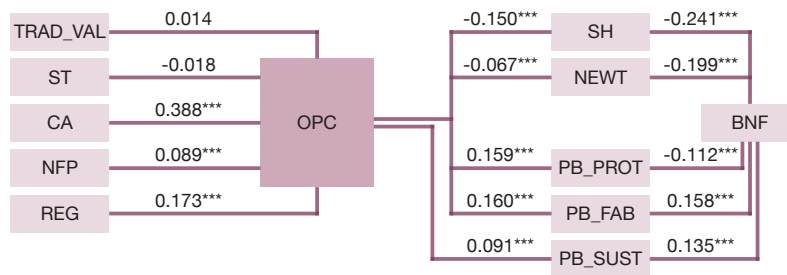 TRAD_VAL 0.014 -0.150*** SH -0.241***
ST -0.018 -0.067*** NEWT -0.199***
CA 0.388*** OPC BNF
NFP 0.089*** 0.159*** PB_PROT -0.112***
REG 0.173*** 0.160*** PB_FAB 0.158***
0.091*** PB_SUST 0.135***